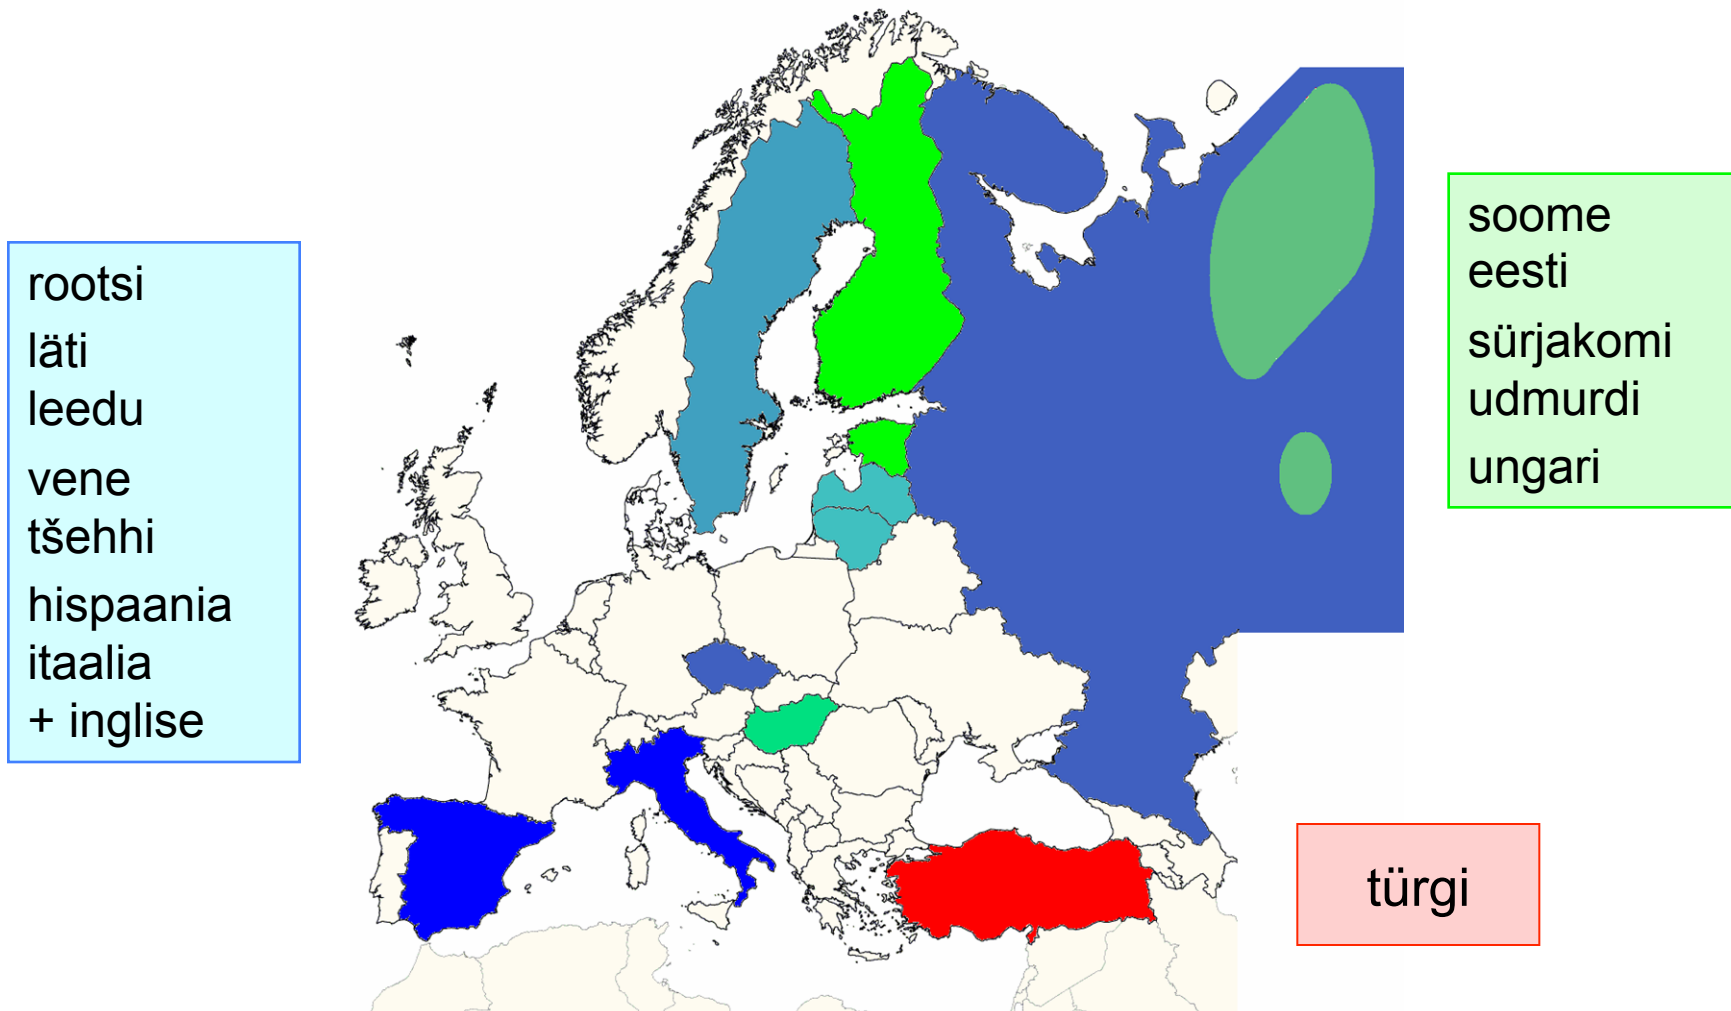 rootsi
läti
leedu
vene
tšehhi
hispaania
itaalia
+ inglise
soome
eesti
sürjakomi
udmurdi
ungari
türgi